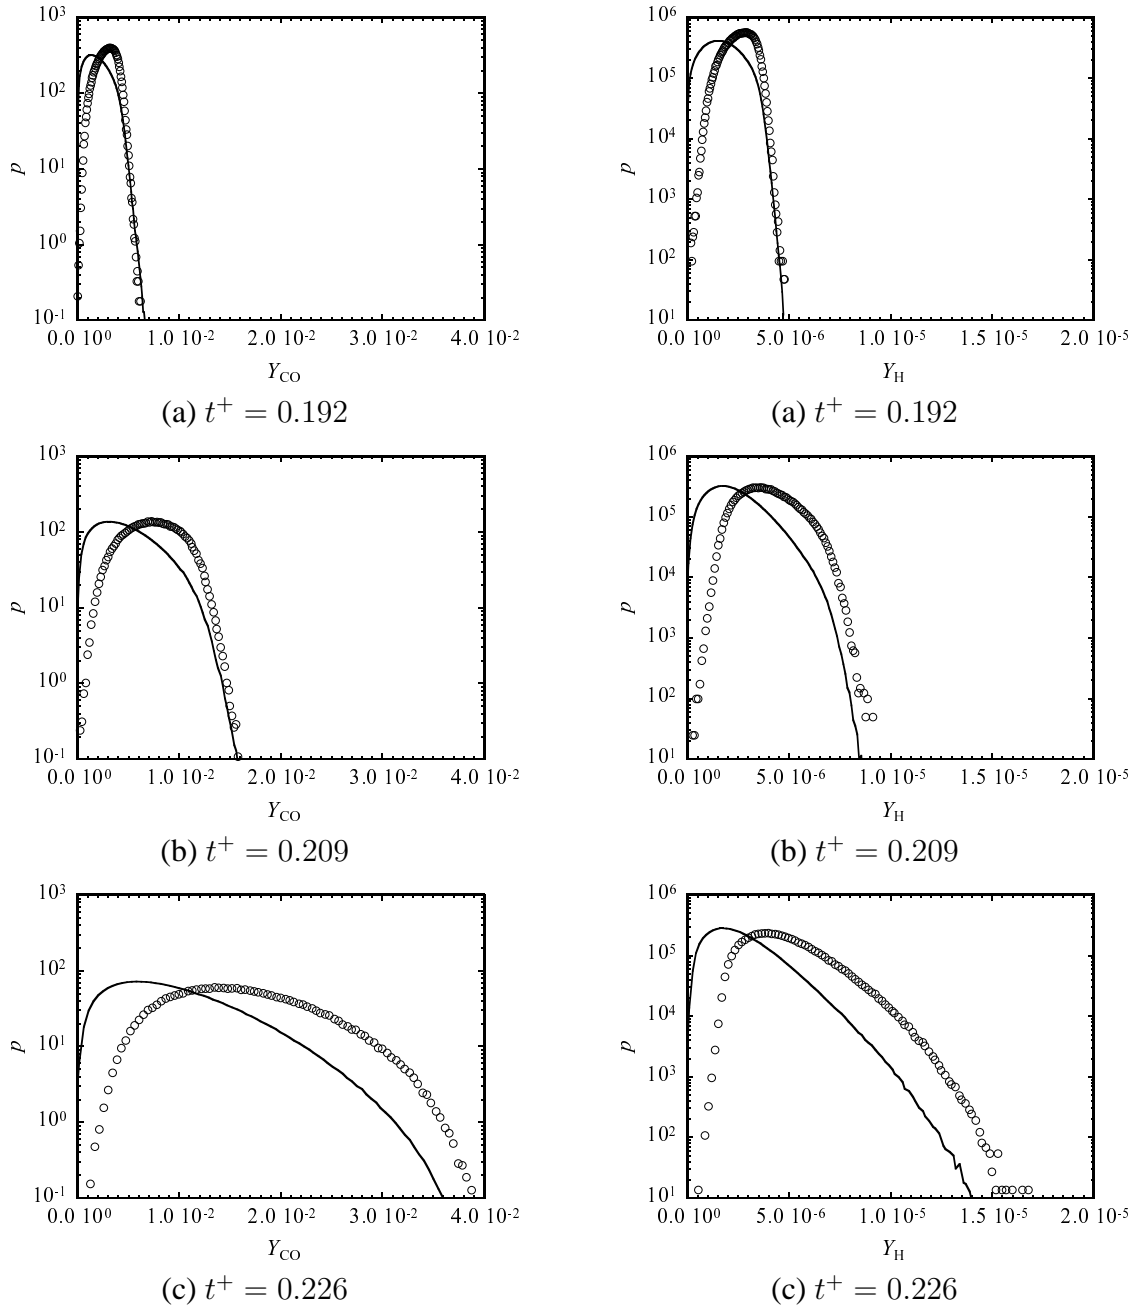 10³
10²
10¹
10⁰
10⁻¹
p
0.0 10⁰ 1.0 10⁻² 2.0 10⁻² 3.0 10⁻² 4.0 10⁻²
Y_CO
(a) t⁺ = 0.192
10⁶
10⁵
10⁴
10³
10²
10¹
p
0.0 10⁰ 5.0 10⁻⁶ 1.0 10⁻⁵ 1.5 10⁻⁵ 2.0 10⁻⁵
Y_H
(a) t⁺ = 0.192
10³
10²
10¹
10⁰
10⁻¹
p
0.0 10⁰ 1.0 10⁻² 2.0 10⁻² 3.0 10⁻² 4.0 10⁻²
Y_CO
(b) t⁺ = 0.209
10⁶
10⁵
10⁴
10³
10²
10¹
p
0.0 10⁰ 5.0 10⁻⁶ 1.0 10⁻⁵ 1.5 10⁻⁵ 2.0 10⁻⁵
Y_H
(b) t⁺ = 0.209
10³
10²
10¹
10⁰
10⁻¹
p
0.0 10⁰ 1.0 10⁻² 2.0 10⁻² 3.0 10⁻² 4.0 10⁻²
Y_CO
(c) t⁺ = 0.226
10⁶
10⁵
10⁴
10³
10²
10¹
p
0.0 10⁰ 5.0 10⁻⁶ 1.0 10⁻⁵ 1.5 10⁻⁵ 2.0 10⁻⁵
Y_H
(c) t⁺ = 0.226